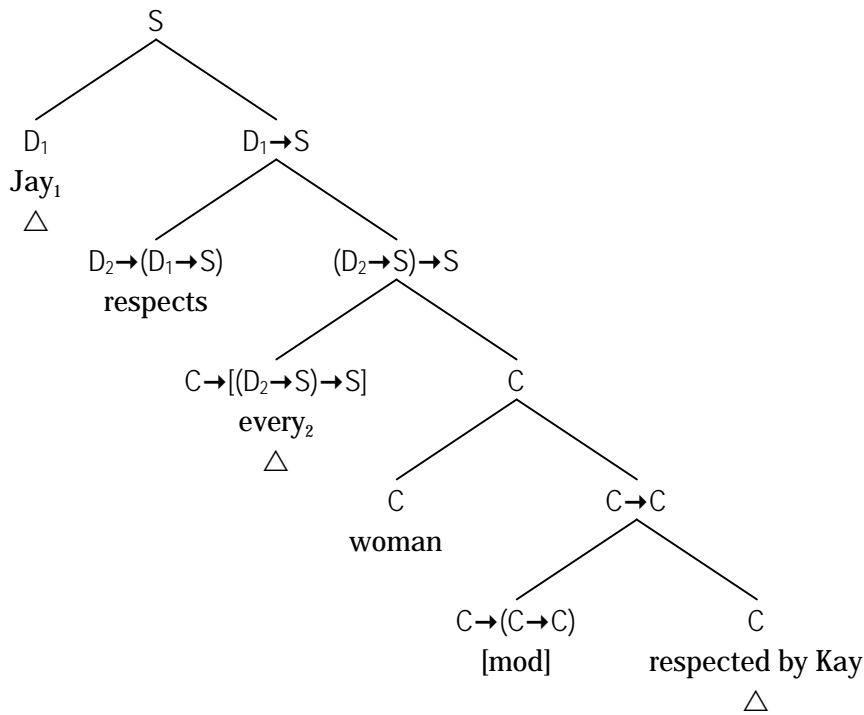 S
D₁ D₁→S
Jay₁
△
D₂→(D₁→S) (D₂→S)→S
respects
C→[(D₂→S)→S] C
every₂
△
C C→C
woman
C→(C→C) C
[mod] respected by Kay
△